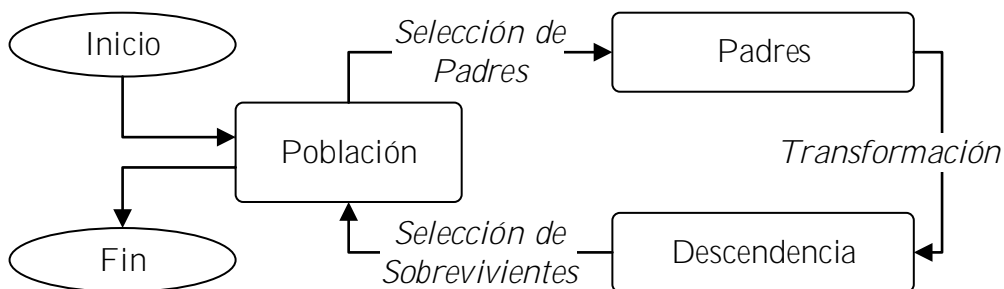 Inicio
Selección de
Padres
Padres
Población
Transformación
Fin
Selección de
Sobrevivientes
Descendencia